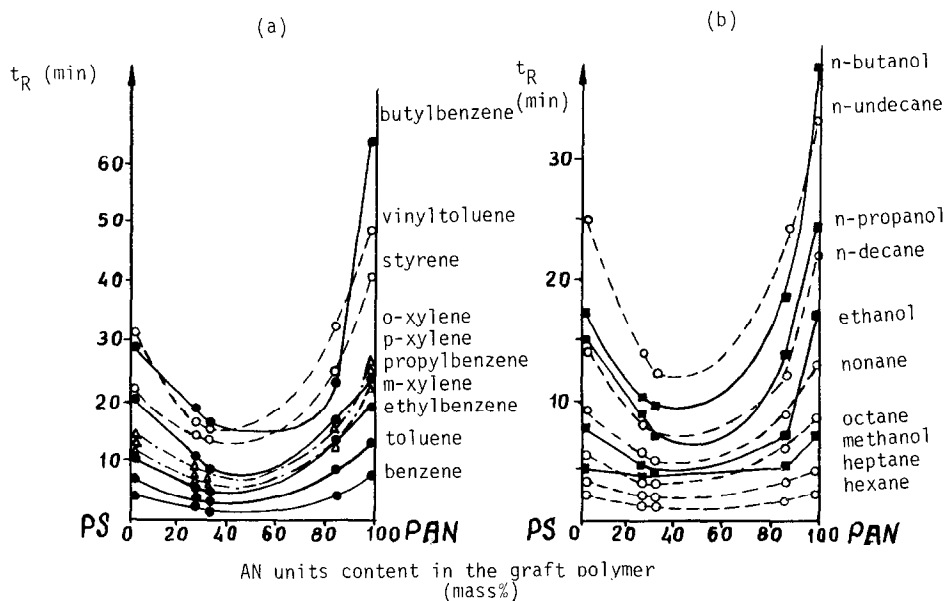 (a)
t_R (min)
60
50
40
30
20
10
PS
20
40
60
80
100
PAN
butylbenzene
vinyltoluene
styrene
o-xylene
p-xylene
propylbenzene
m-xylene
ethylbenzene
toluene
benzene
(b)
t_R
(min)
30
20
10
PS
20
40
60
80
100
PAN
n-butanol
n-undecane
n-propanol
n-decane
ethanol
nonane
octane
methanol
heptane
hexane
AN units content in the graft polymer
(mass%)